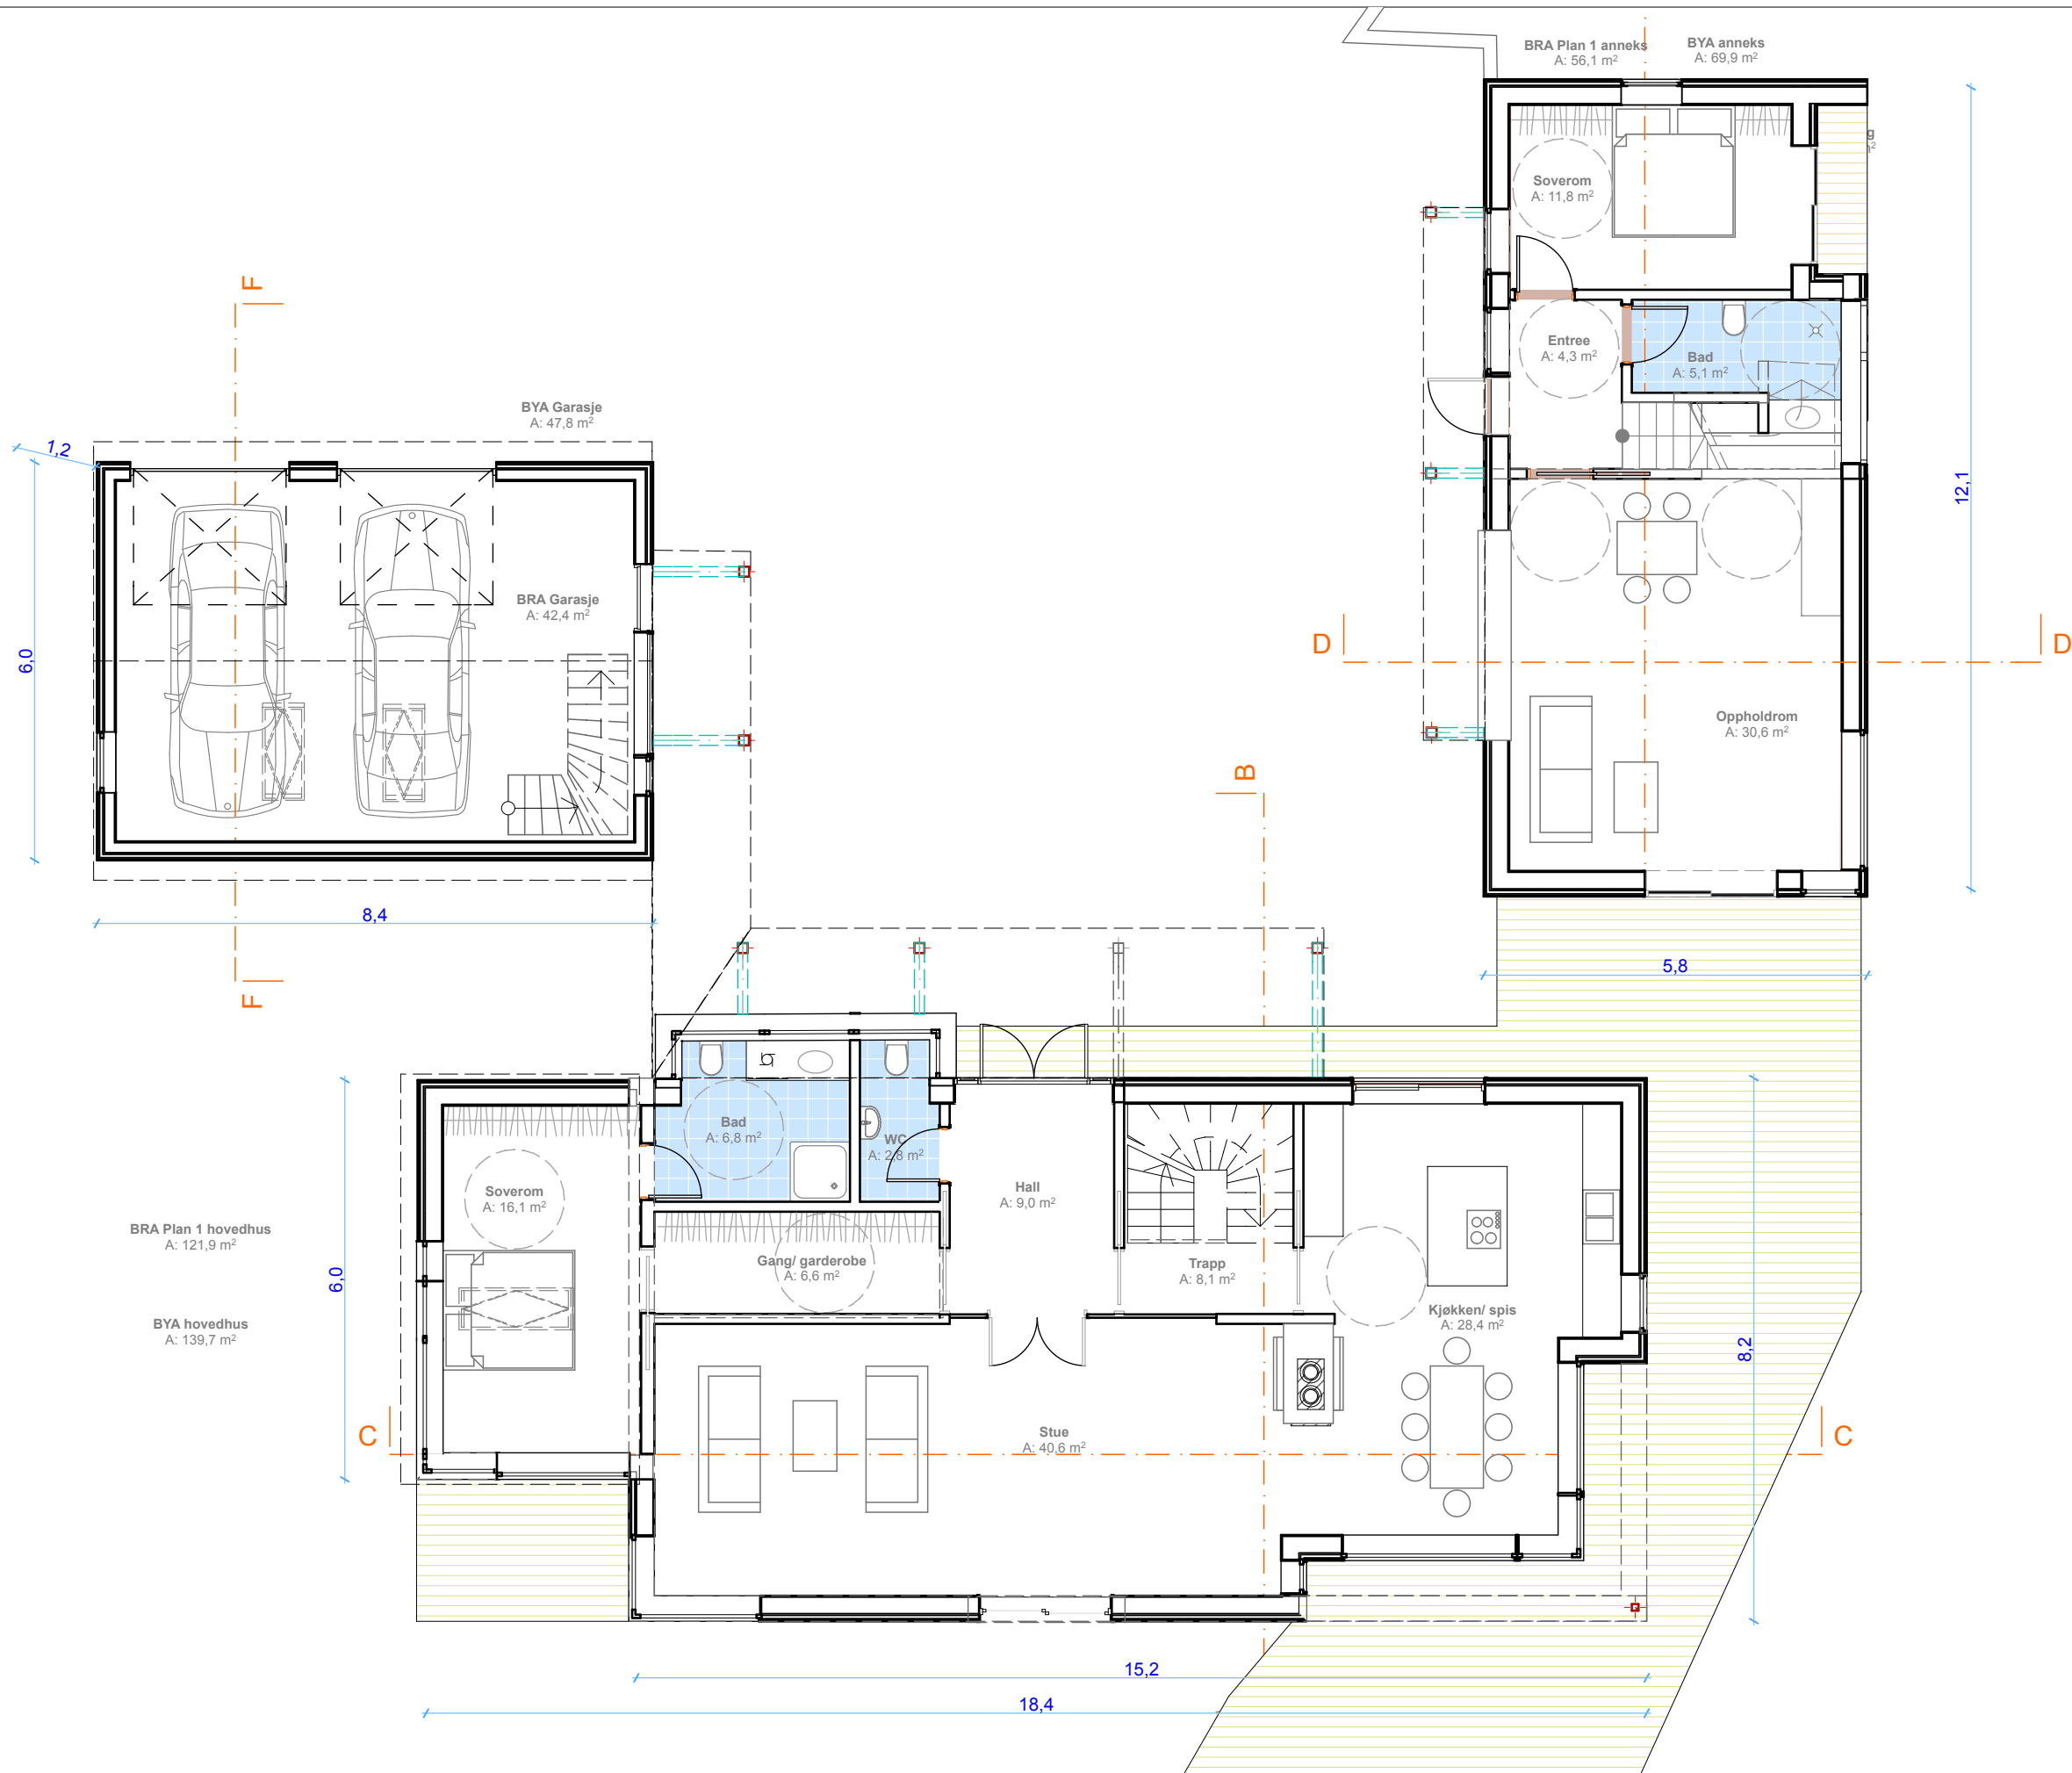 BRA Plan 1 anneks
A: 56,1 m²
BYA anneks
A: 69,9 m²
g
m²
Soverom
A: 11,8 m²
Entree
A: 4,3 m²
Bad
A: 5,1 m²
12,1
F
BYA Garasje
A: 47,8 m²
1,2
BRA Garasje
A: 42,4 m²
6,0
D
D
Oppholdrom
A: 30,6 m²
B
8,4
5,8
F
Bad
A: 6,8 m²
WC
A: 2,8 m²
Hall
A: 9,0 m²
Soverom
A: 16,1 m²
BRA Plan 1 hovedhus
A: 121,9 m²
6,0
Gang/ garderobe
A: 6,6 m²
Trapp
A: 8,1 m²
Kjøkken/ spis
A: 28,4 m²
BYA hovedhus
A: 139,7 m²
8,2
C
Stue
A: 40,6 m²
C
15,2
18,4